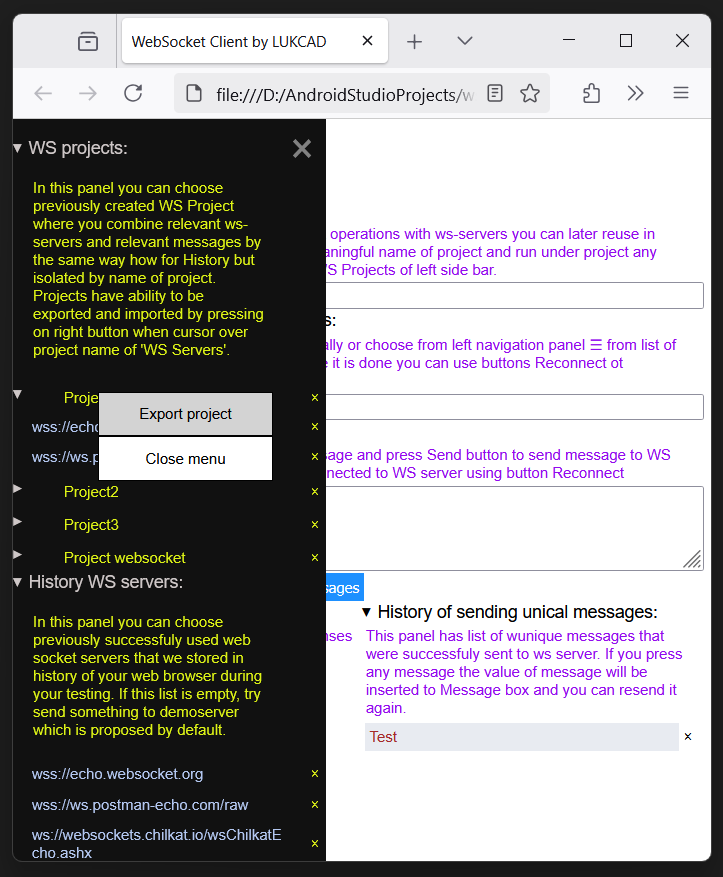 WebSocket Client by LUKCAD
file:///D:/AndroidStudioProjects/w
WS projects:
In this panel you can choose
previously created WS Project
where you combine relevant ws-
servers and relevant messages by
the same way how for History but
isolated by name of project.
Projects have ability to be
exported and imported by pressing
on right button when cursor over
project name of 'WS Servers'.
Proje
×
Export project
wss://echo
×
Close menu
wss://ws.p
×
Project2 ×
Project3 ×
Project websocket ×
History WS servers:
In this panel you can choose
previously successfuly used web
socket servers that we stored in
history of your web browser during
your testing. If this list is empty, try
send something to demoserver
which is proposed by default.
wss://echo.websocket.org ×
wss://ws.postman-echo.com/raw ×
ws://websockets.chilkat.io/wsChilkatE
cho.ashx ×
operations with ws-servers you can later reuse in
aningful name of project and run under project any
/S Projects of left side bar.
s:
ally or choose from left navigation panel ☰ from list of
e it is done you can use buttons Reconnect ot
sage and press Send button to send message to WS
nnected to WS server using button Reconnect
sages
nses
History of sending unical messages:
This panel has list of wunique messages that
were successfuly sent to ws server. If you press
any message the value of message will be
inserted to Message box and you can resend it
again.
Test ×